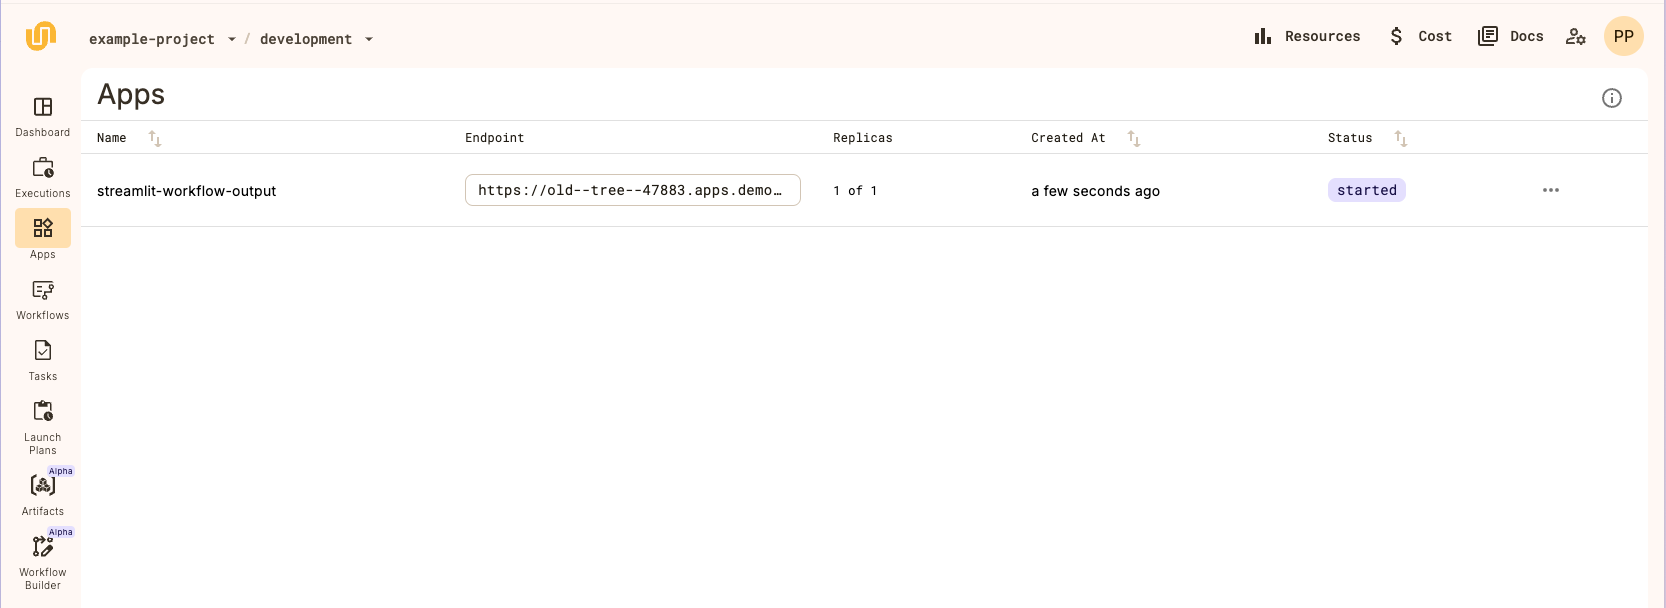 example-project / development
Resources
Cost
Docs
PP
Dashboard
Executions
Apps
Workflows
Tasks
Launch
Plans
Alpha
Artifacts
Alpha
Workflow
Builder
Apps
Name Endpoint Replicas Created At Status
streamlit-workflow-output https://old--tree--47883.apps.demo… 1 of 1 a few seconds ago started